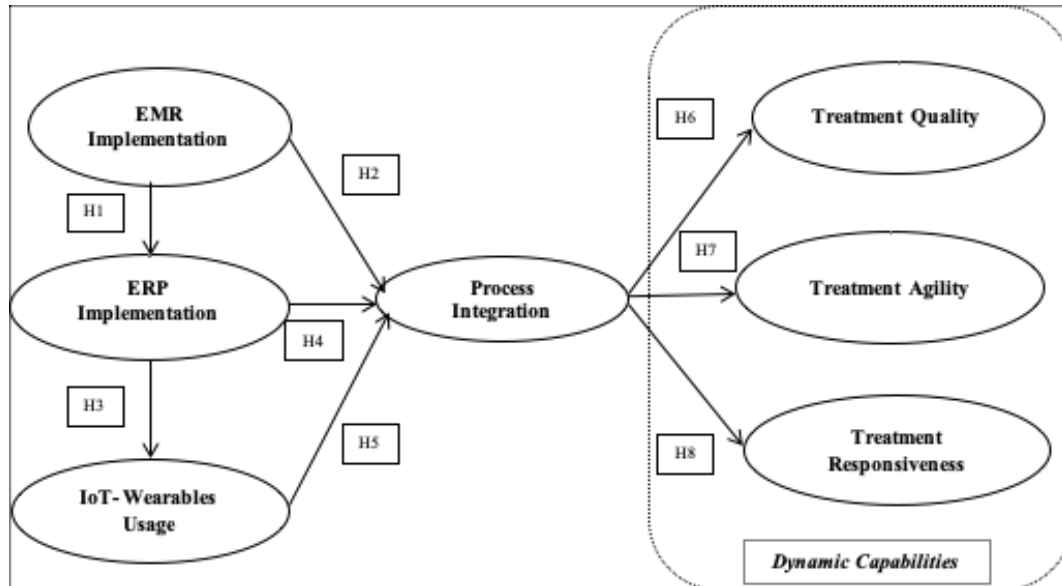 EMR
Implementation
H1
H2
ERP
Implementation
H3
H4
IoT-Wearables
Usage
H5
Process
Integration
H6
Treatment Quality
H7
Treatment Agility
H8
Treatment
Responsiveness
Dynamic Capabilities